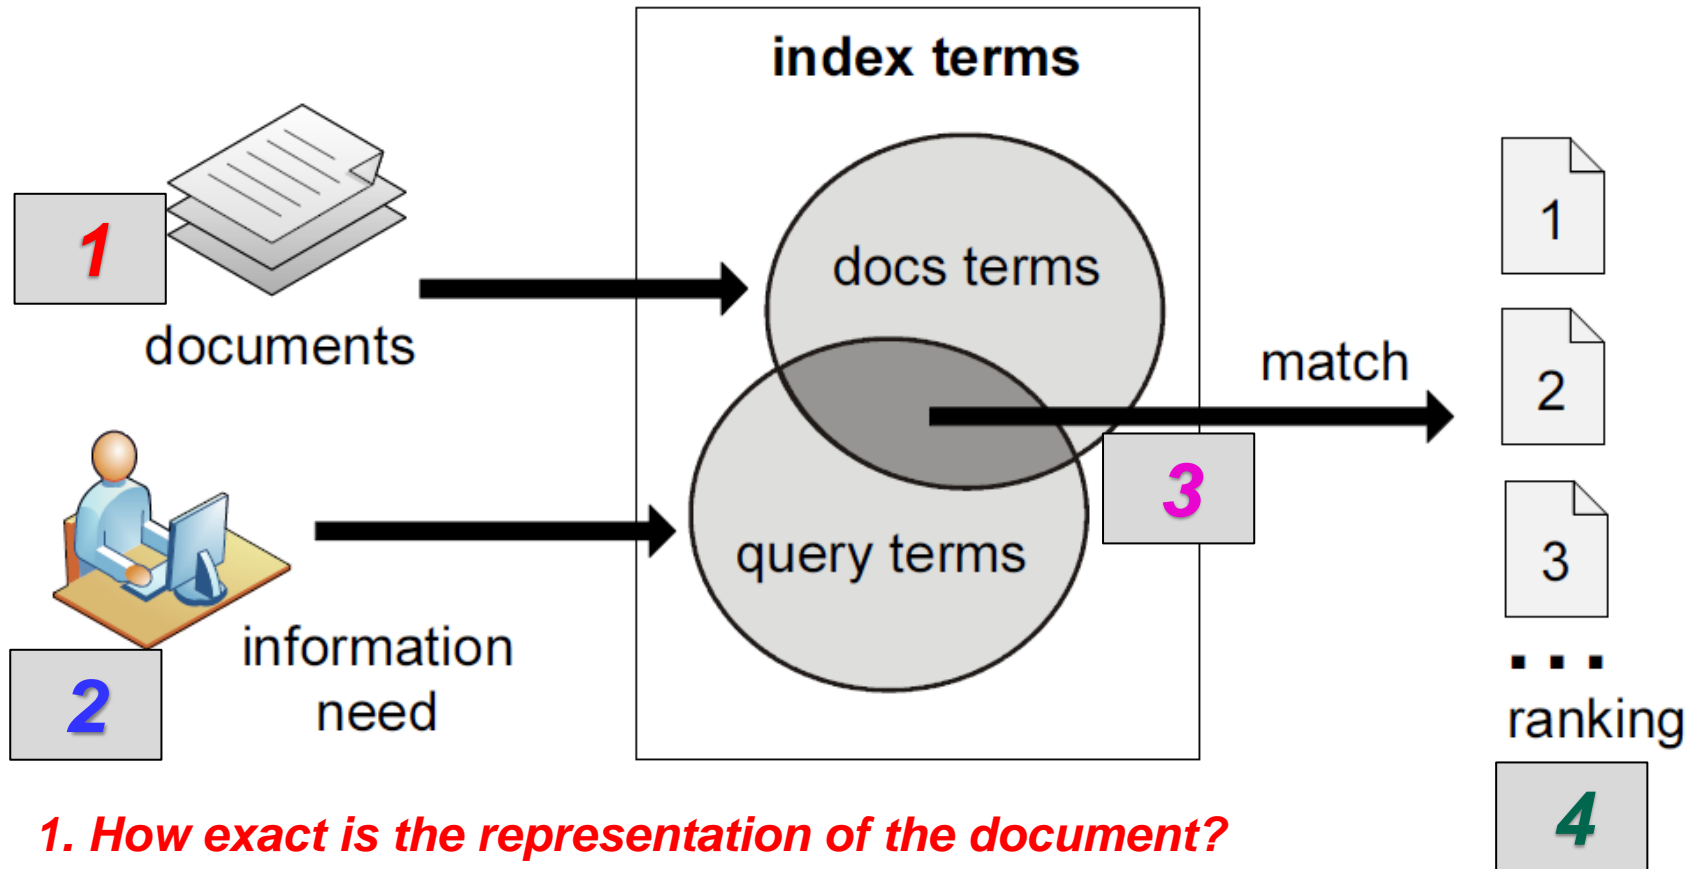 index terms
1
documents
docs terms
match
1
2
3
...
ranking
2
information
need
query terms
3
4
1. How exact is the representation of the document?